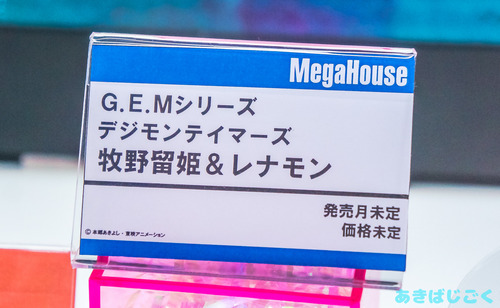 MegaHouse
G.E.Mシリーズ
デジモンテイマーズ
牧野留姫＆レナモン
発売月未定
価格未定
© 本郷あきよし・東映アニメーション
あきばじごく